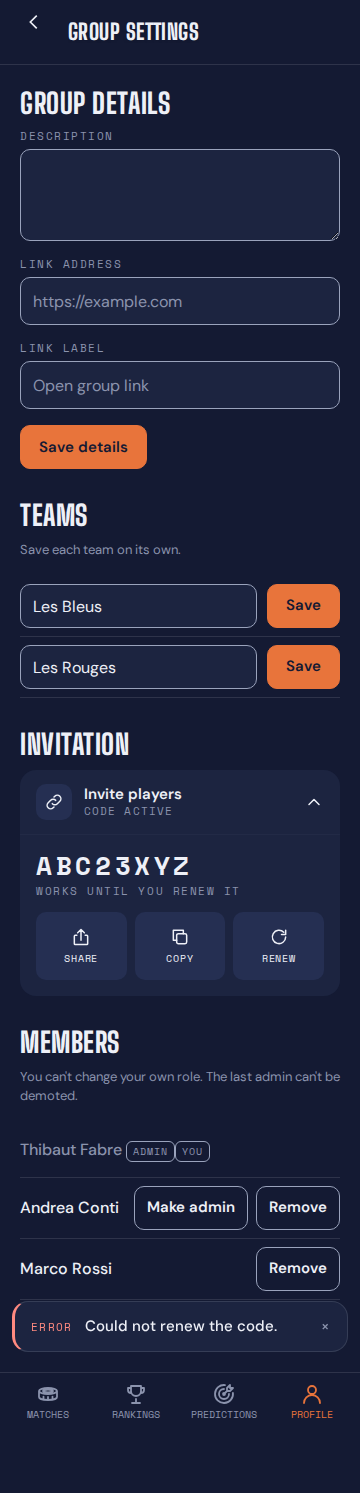 GROUP SETTINGS
GROUP DETAILS
DESCRIPTION
LINK ADDRESS
https://example.com
LINK LABEL
Open group link
Save details
TEAMS
Save each team on its own.
Les Bleus Save
Les Rouges Save
INVITATION
Invite players
CODE ACTIVE
ABC23XYZ
WORKS UNTIL YOU RENEW IT
SHARE COPY RENEW
MEMBERS
You can't change your own role. The last admin can't be
demoted.
Thibaut Fabre ADMIN YOU
Andrea Conti Make admin Remove
Marco Rossi Remove
ERROR Could not renew the code. ×
MATCHES RANKINGS PREDICTIONS PROFILE